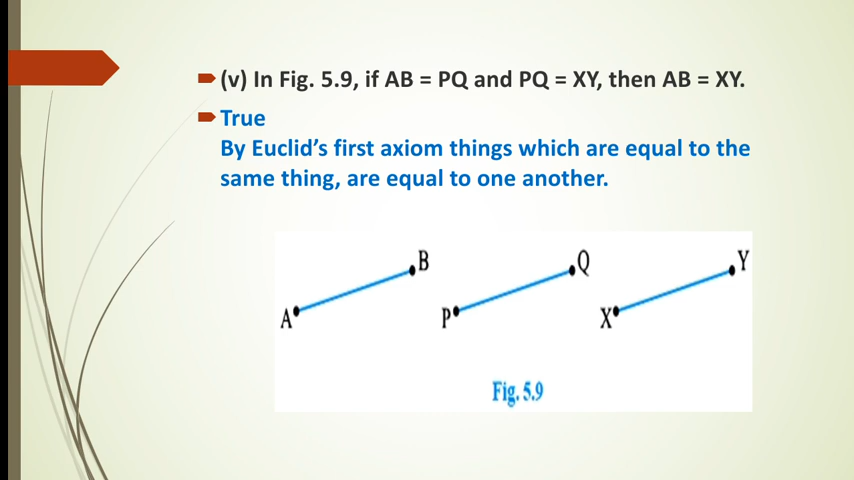 (v) In Fig. 5.9, if AB = PQ and PQ = XY, then AB = XY.
True
By Euclid's first axiom things which are equal to the
same thing, are equal to one another.
B Q Y
A P X
Fig. 5.9